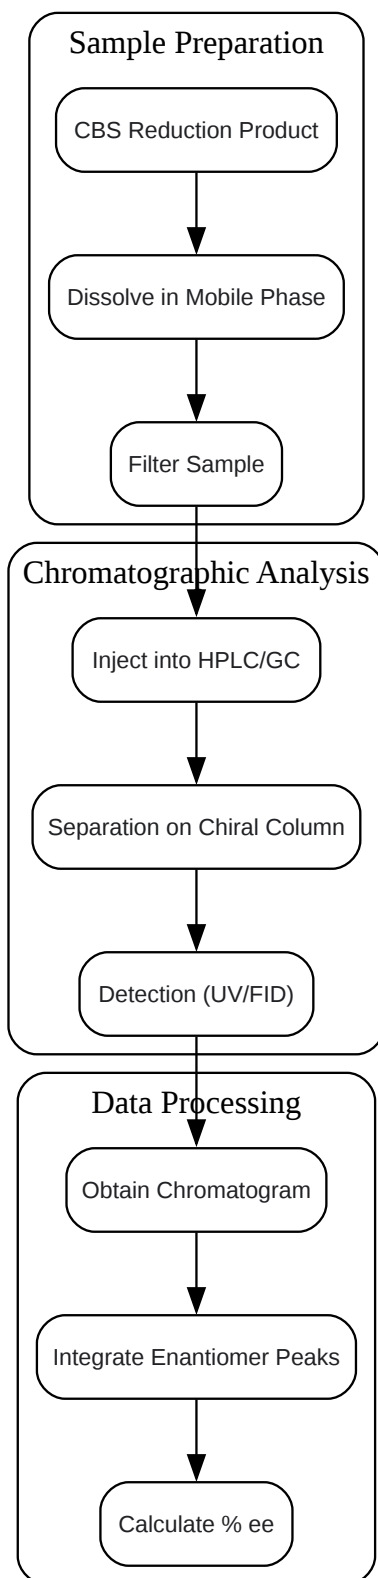 Sample Preparation
CBS Reduction Product
Dissolve in Mobile Phase
Filter Sample
Chromatographic Analysis
Inject into HPLC/GC
Separation on Chiral Column
Detection (UV/FID)
Data Processing
Obtain Chromatogram
Integrate Enantiomer Peaks
Calculate % ee